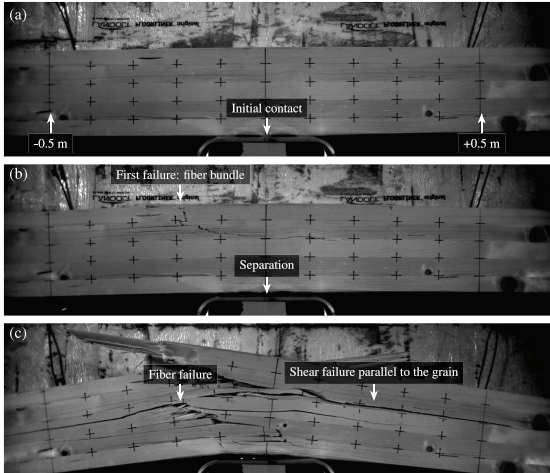 (a)
Initial contact
-0.5 m
+0.5 m
(b)
First failure: fiber bundle
Separation
(c)
Fiber failure
Shear failure parallel to the grain